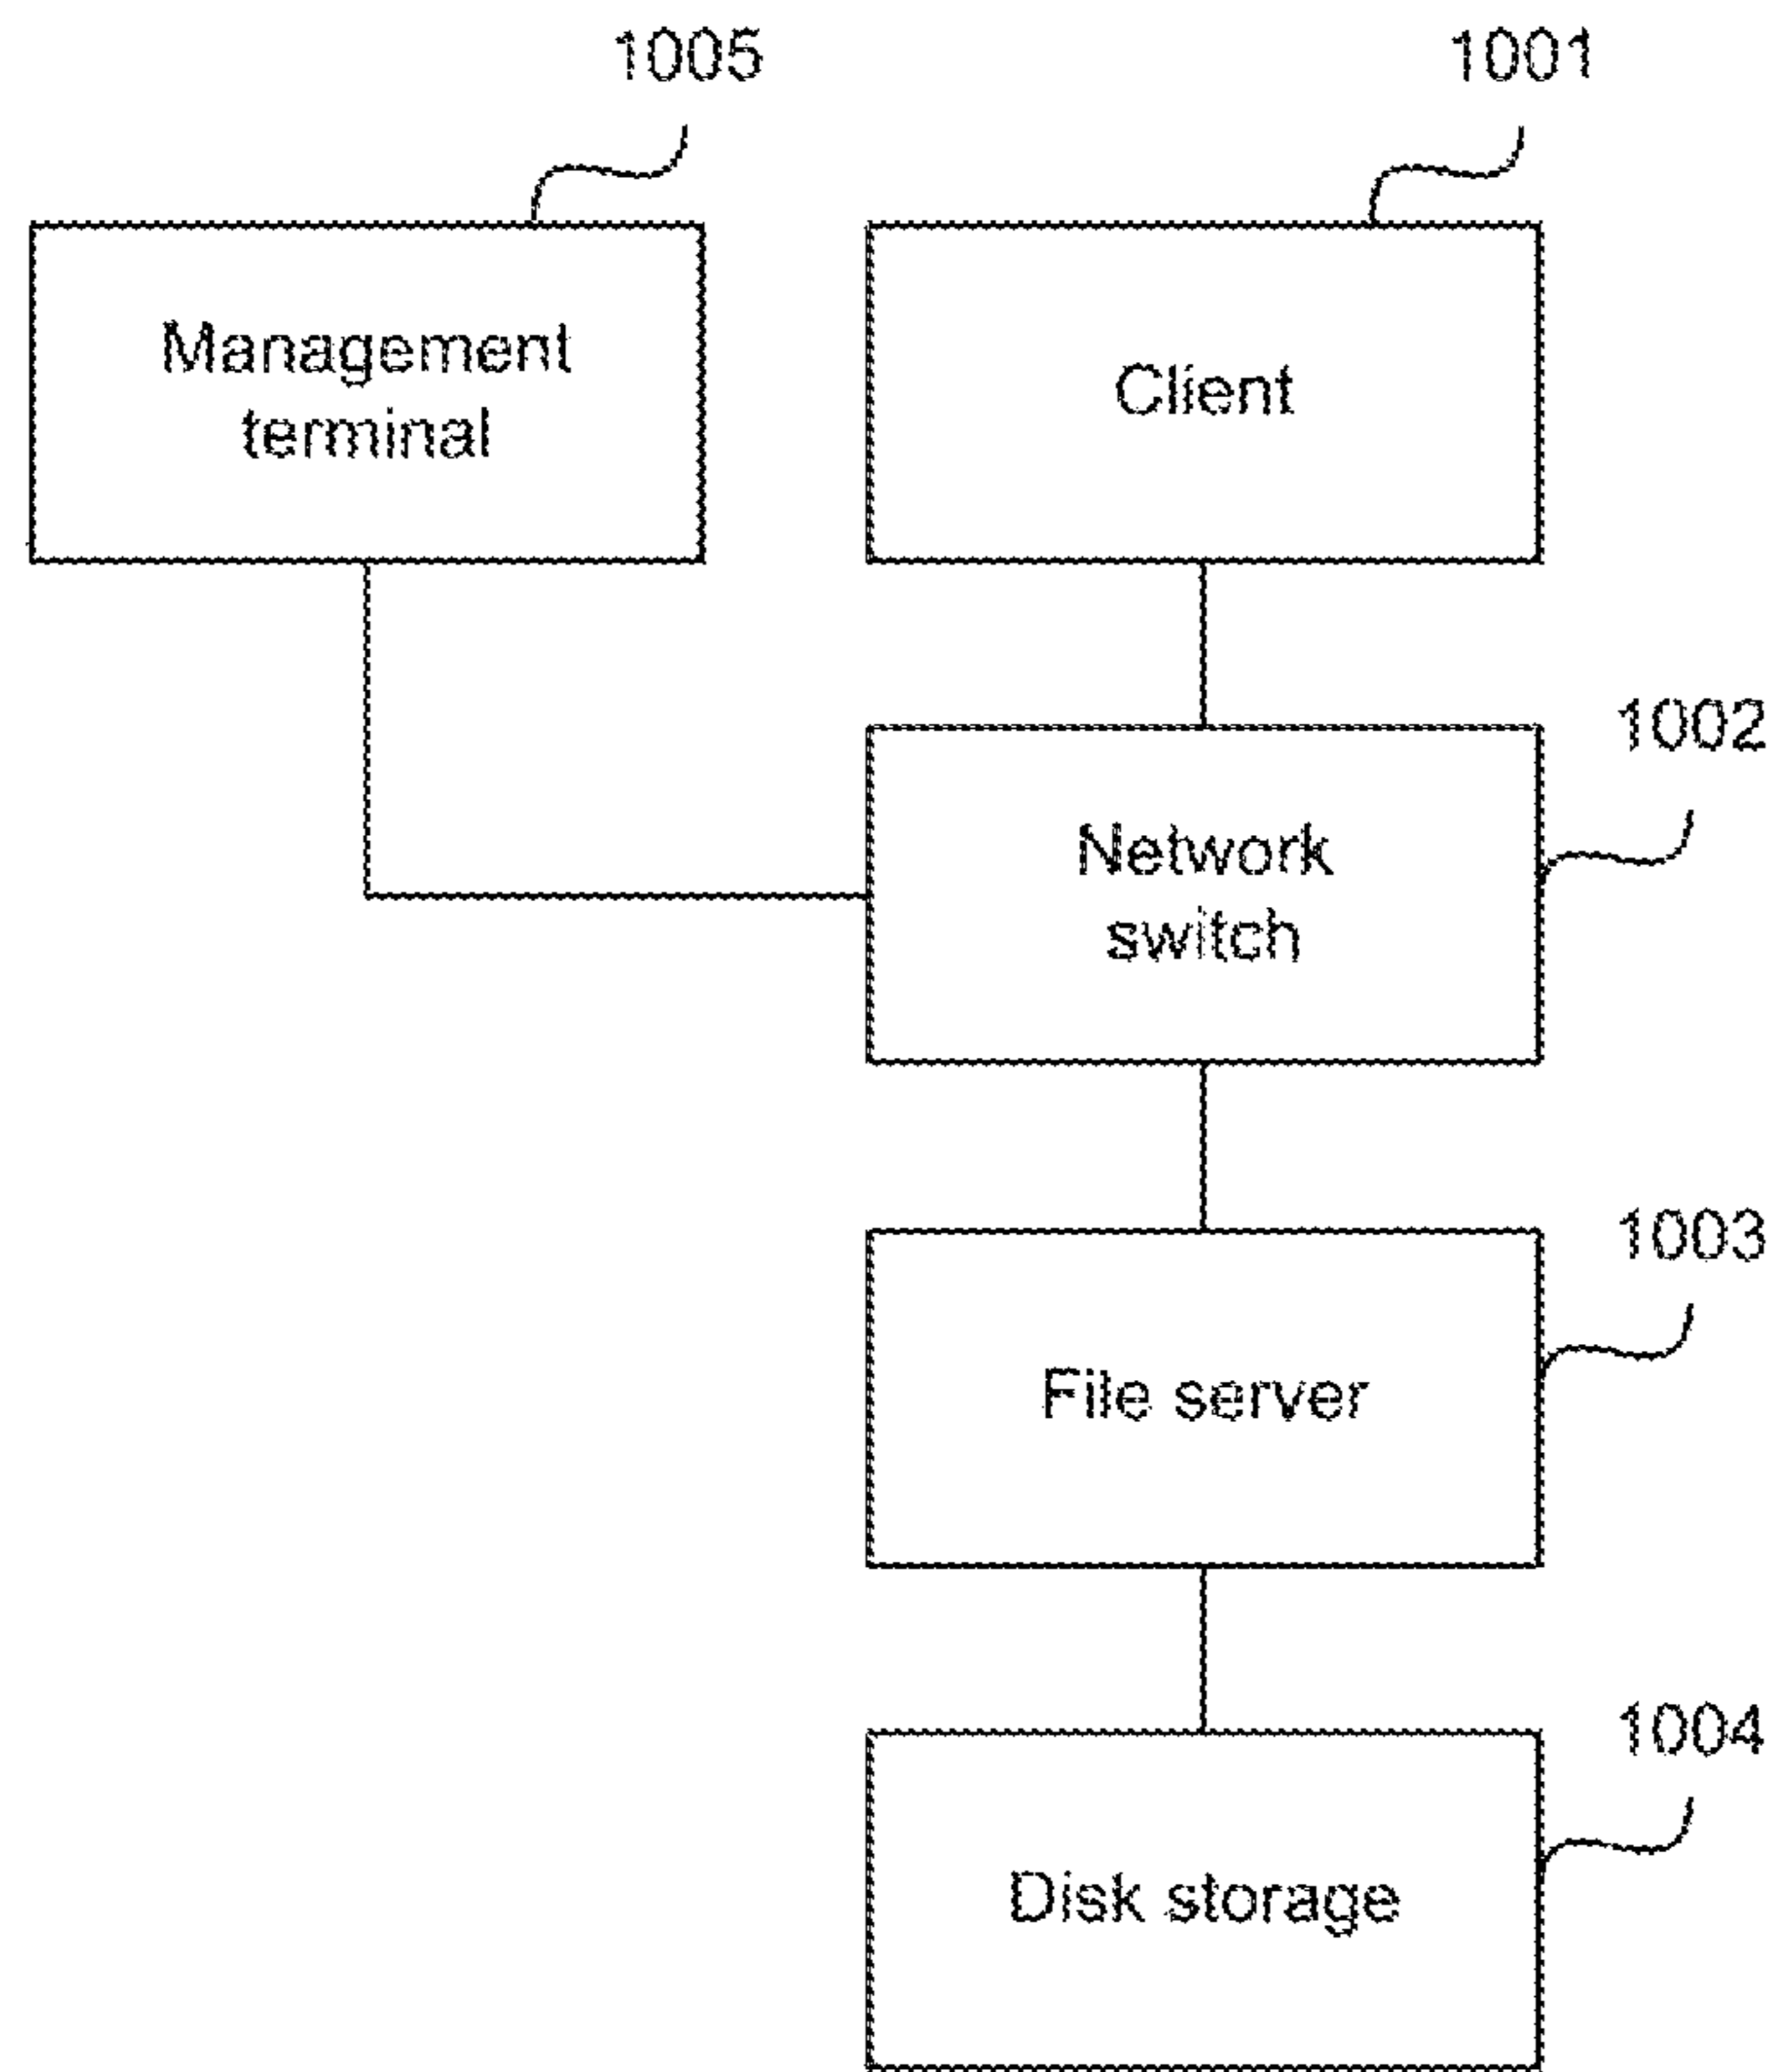 1005
1001
Management
terminal
Client
1002
Network
switch
1003
File server
1004
Disk storage